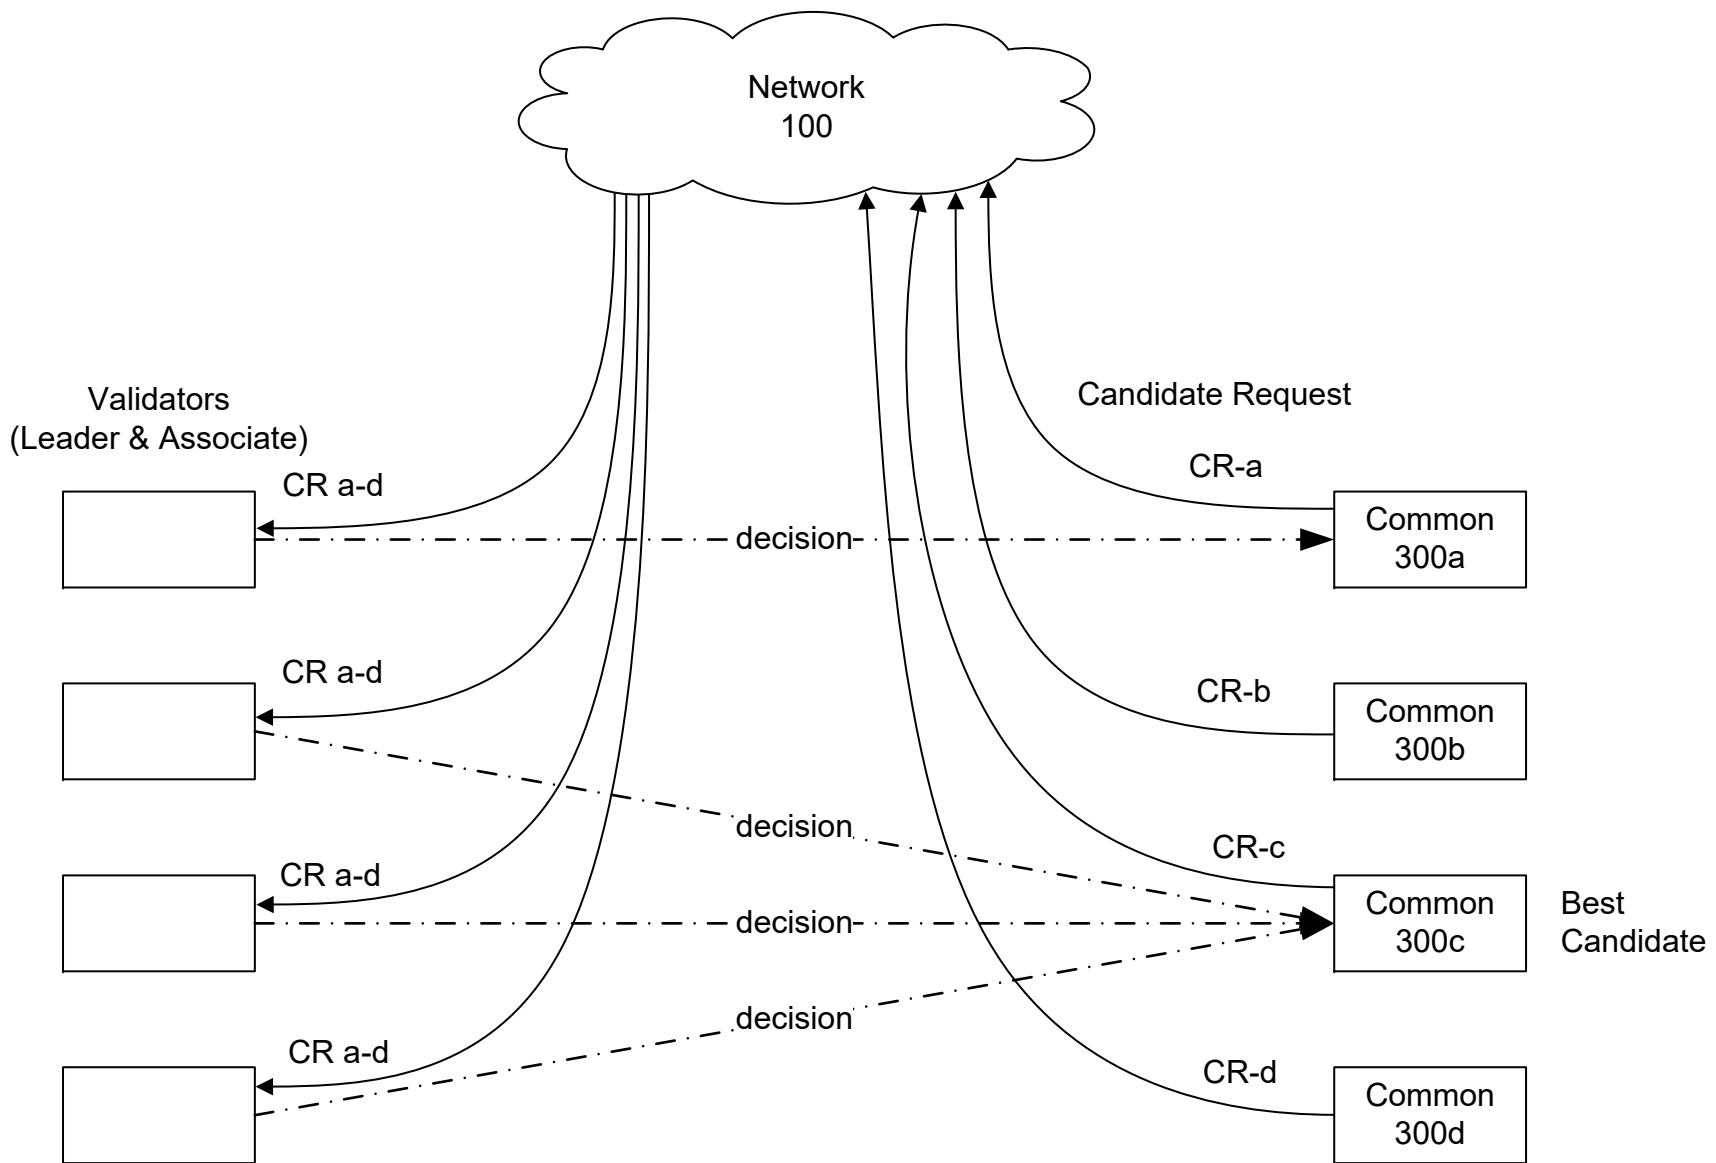 Network
100
Validators
(Leader & Associate)
Candidate Request
CR a-d
CR-a
decision
Common
300a
CR a-d
CR-b
Common
300b
decision
CR a-d
CR-c
decision
Common
300c
Best
Candidate
decision
CR a-d
CR-d
Common
300d